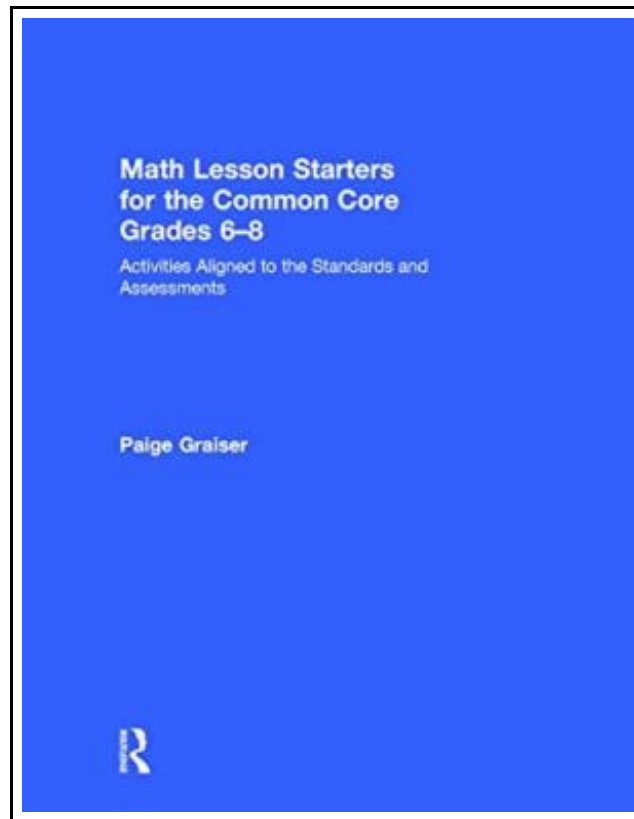 Math Lesson Starters
for the Common Core
Grades 6–8
Activities Aligned to the Standards and
Assessments
Paige Graiser
ROUTLEDGE